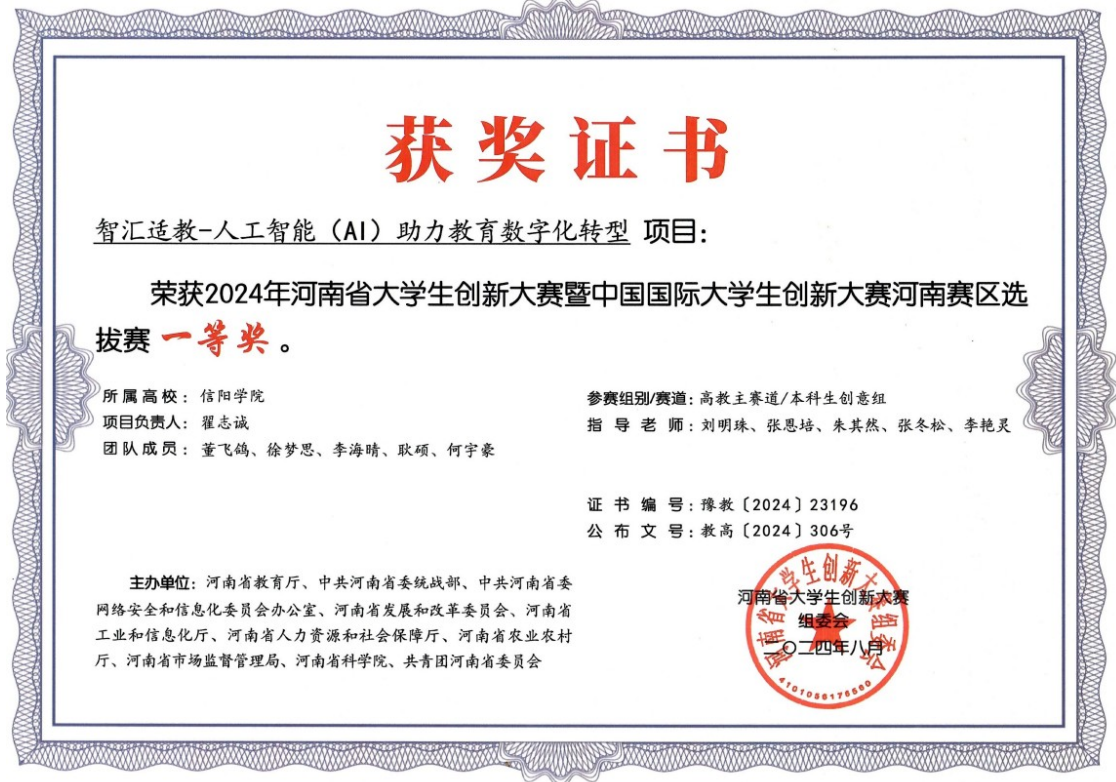 获奖证书
智汇适教-人工智能（AI）助力教育数字化转型 项目：
荣获2024年河南省大学生创新大赛暨中国国际大学生创新大赛河南赛区选
拔赛 一等奖 。
所属高校：信阳学院
项目负责人：翟志诚
团队成员：董飞鸽、徐梦思、李海晴、耿硕、何宇豪
参赛组别/赛道：高教主赛道/本科生创意组
指导老师：刘明珠、张恩培、朱其然、张冬松、李艳灵
证书编号：豫教〔2024〕23196
公布文号：教高〔2024〕306号
主办单位：河南省教育厅、中共河南省委统战部、中共河南省委
网络安全和信息化委员会办公室、河南省发展和改革委员会、河南省
工业和信息化厅、河南省人力资源和社会保障厅、河南省农业农村
厅、河南省市场监督管理局、河南省科学院、共青团河南省委员会
河南省大学生创新大赛
组委会
二〇二四年八月
河南省大学生创新大赛组委会
4101056176560